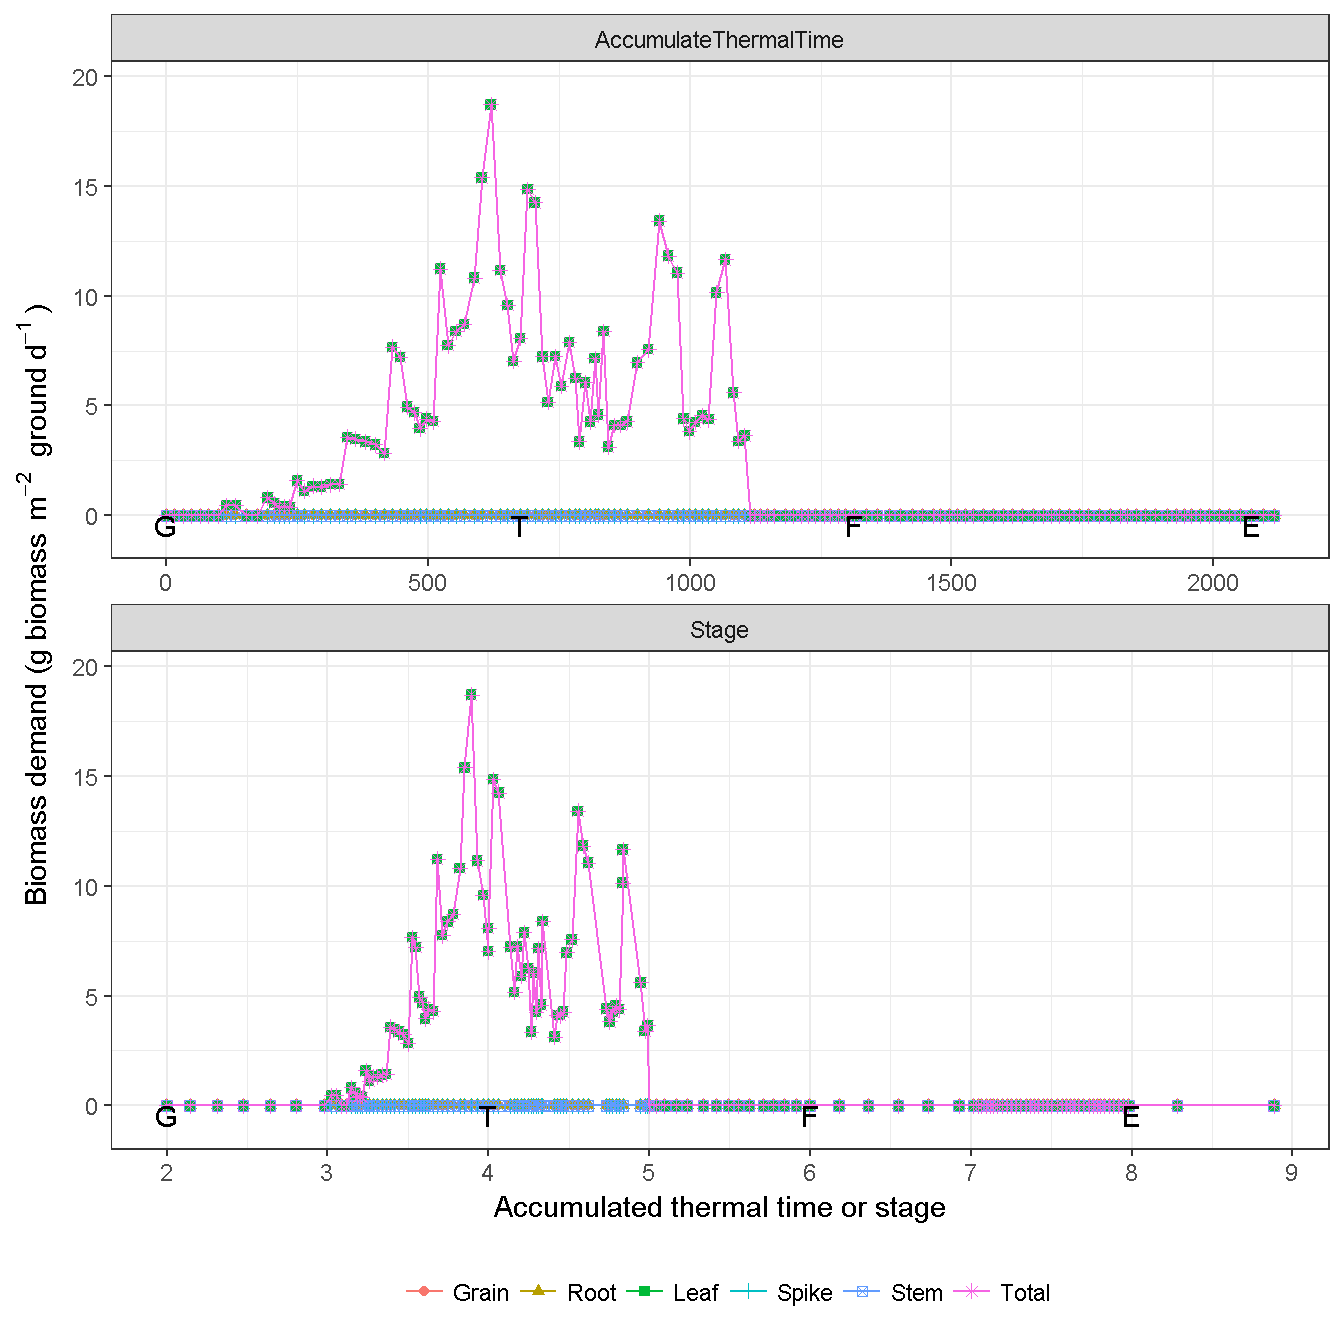 AccumulateThermalTime
20
15
10
5
0
G T F E
0 500 1000 1500 2000
Stage
20
15
10
5
0
G T F E
2 3 4 5 6 7 8 9
Accumulated thermal time or stage
Biomass demand (g biomass m⁻² ground d⁻¹)
Grain Root Leaf Spike Stem Total